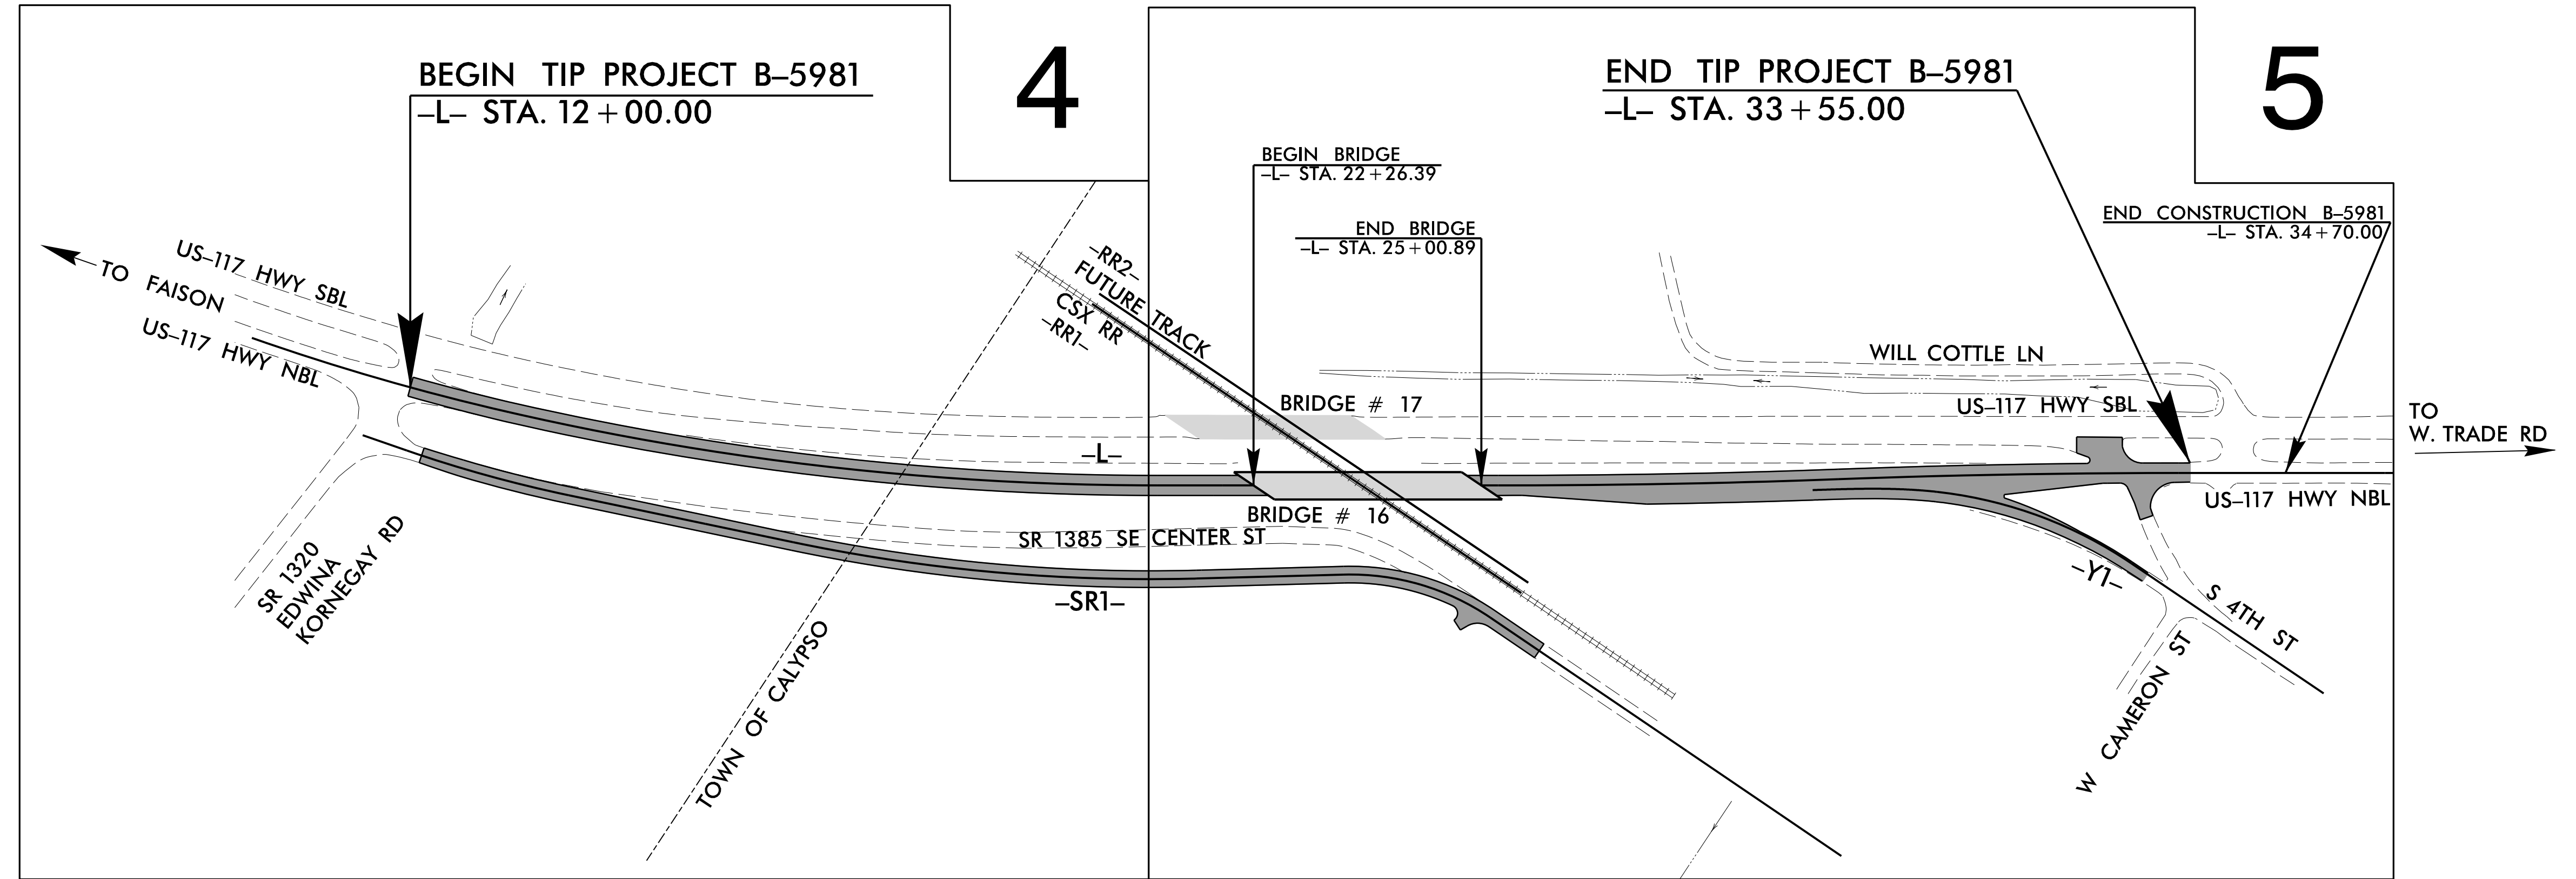 4
5
BEGIN TIP PROJECT B–5981
–L– STA. 12+00.00
END TIP PROJECT B–5981
–L– STA. 33+55.00
BEGIN BRIDGE
–L– STA. 22+26.39
END BRIDGE
–L– STA. 25+00.89
END CONSTRUCTION B–5981
–L– STA. 34+70.00
US–117 HWY SBL
TO FAISON
US–117 HWY NBL
–RR2–
FUTURE TRACK
CSX RR
–RR1–
WILL COTTLE LN
BRIDGE # 17
US–117 HWY SBL
TO
W. TRADE RD
–L–
US–117 HWY NBL
BRIDGE # 16
SR 1385 SE CENTER ST
SR 1320
EDWINA
KORNEGAY RD
–SR1–
–Y1–
S 4TH ST
TOWN OF CALYPSO
W CAMERON ST